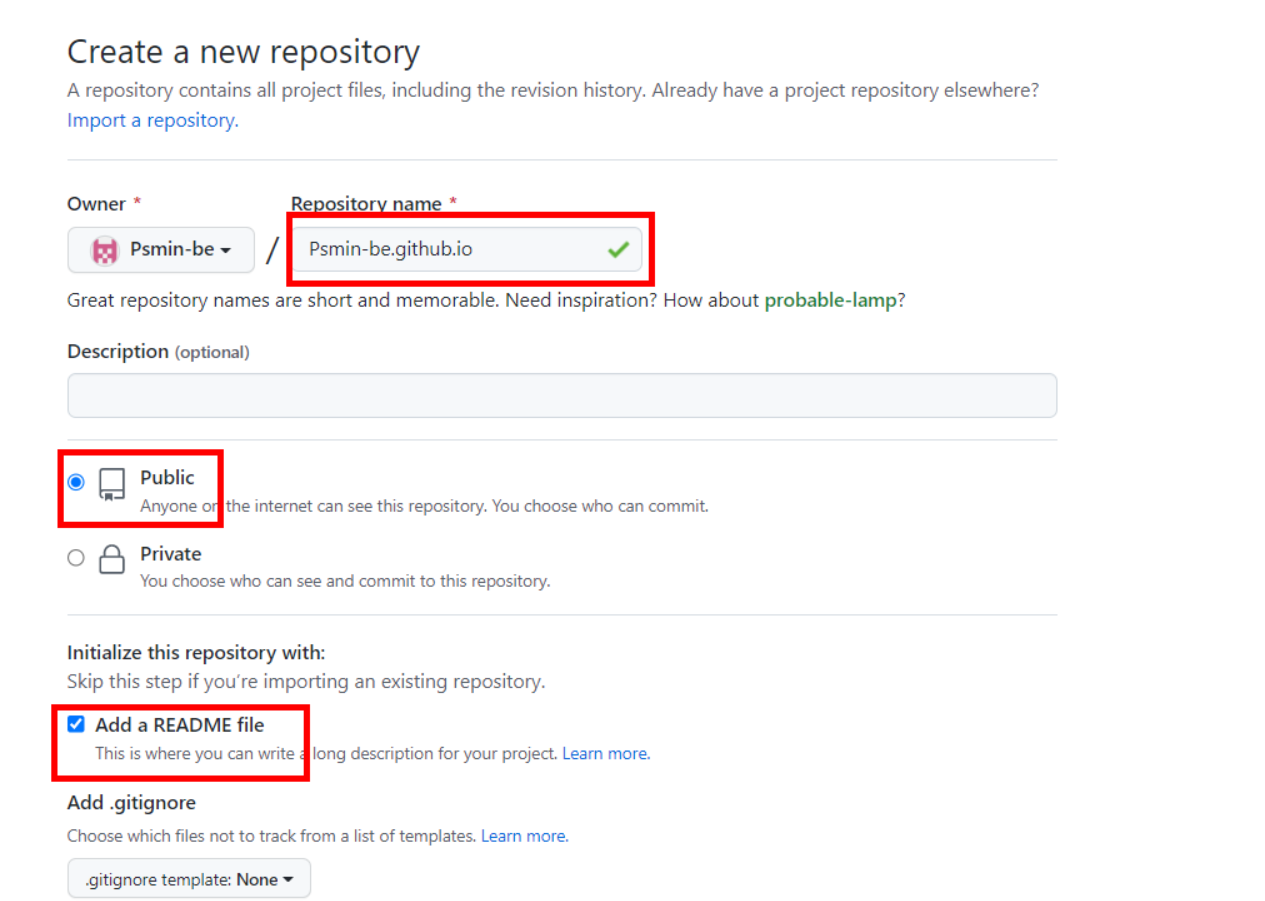 Create a new repository
A repository contains all project files, including the revision history. Already have a project repository elsewhere?
Import a repository.
Owner * Repository name *
Psmin-be / Psmin-be.github.io
Great repository names are short and memorable. Need inspiration? How about probable-lamp?
Description (optional)
Public
Anyone on the internet can see this repository. You choose who can commit.
Private
You choose who can see and commit to this repository.
Initialize this repository with:
Skip this step if you're importing an existing repository.
Add a README file
This is where you can write a long description for your project. Learn more.
Add .gitignore
Choose which files not to track from a list of templates. Learn more.
.gitignore template: None